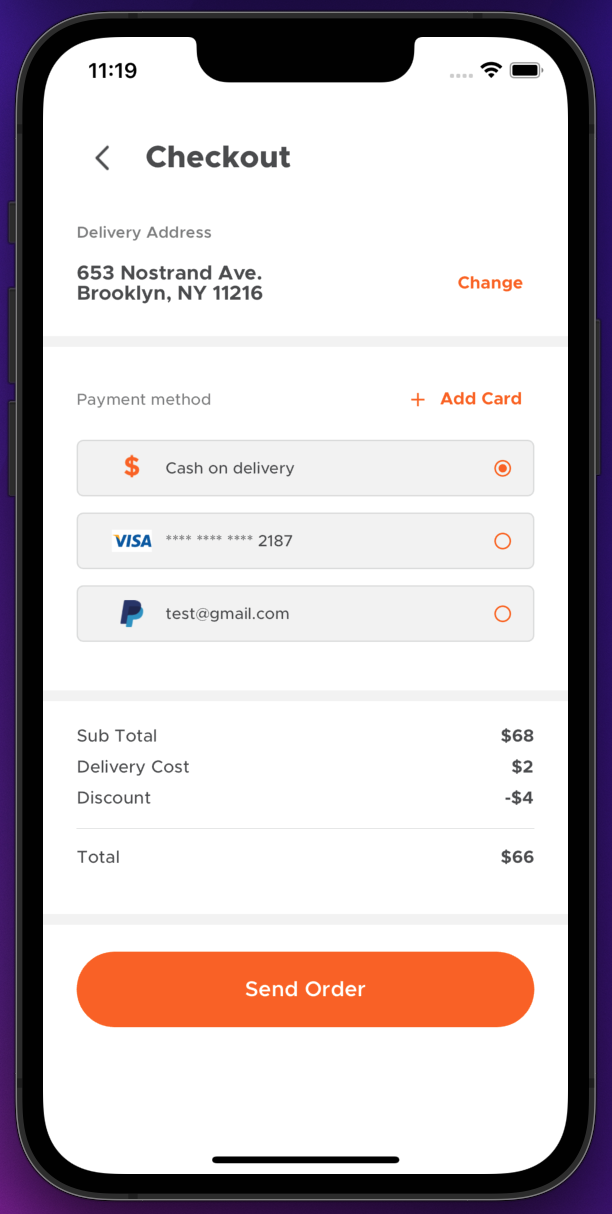 11:19
Checkout
Delivery Address
653 Nostrand Ave.
Brooklyn, NY 11216
Change
Payment method
+ Add Card
$ Cash on delivery
VISA **** **** **** 2187
test@gmail.com
Sub Total $68
Delivery Cost $2
Discount -$4
Total $66
Send Order